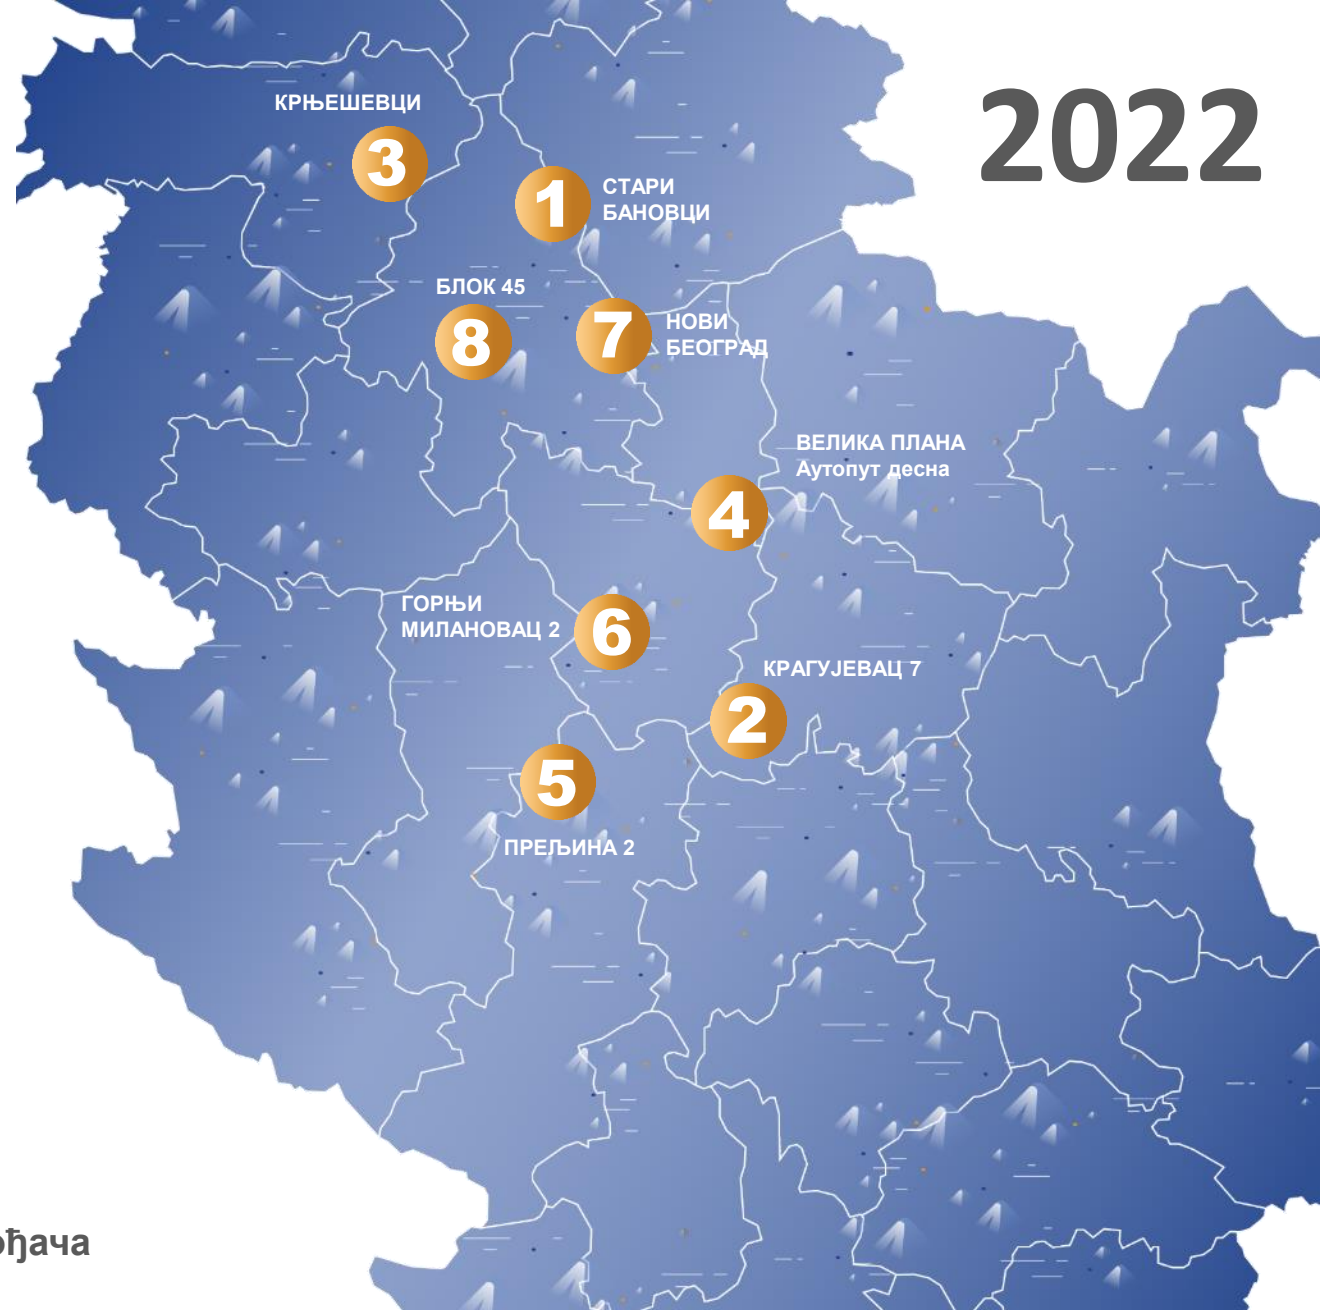 2022
КРЊЕШЕВЦИ
3
1
СТАРИ
БАНОВЦИ
БЛОК 45
8
7
НОВИ
БЕОГРАД
ВЕЛИКА ПЛАНА
Аутопут десна
4
ГОРЊИ
МИЛАНОВАЦ 2
6
КРАГУЈЕВАЦ 7
2
5
ПРЕЉИНА 2